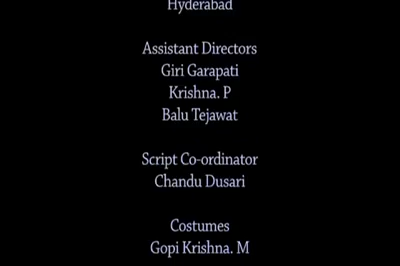 Hyderabad
Assistant Directors
Giri Garapati
Krishna. P
Balu Tejawat
Script Co-ordinator
Chandu Dusari
Costumes
Gopi Krishna. M